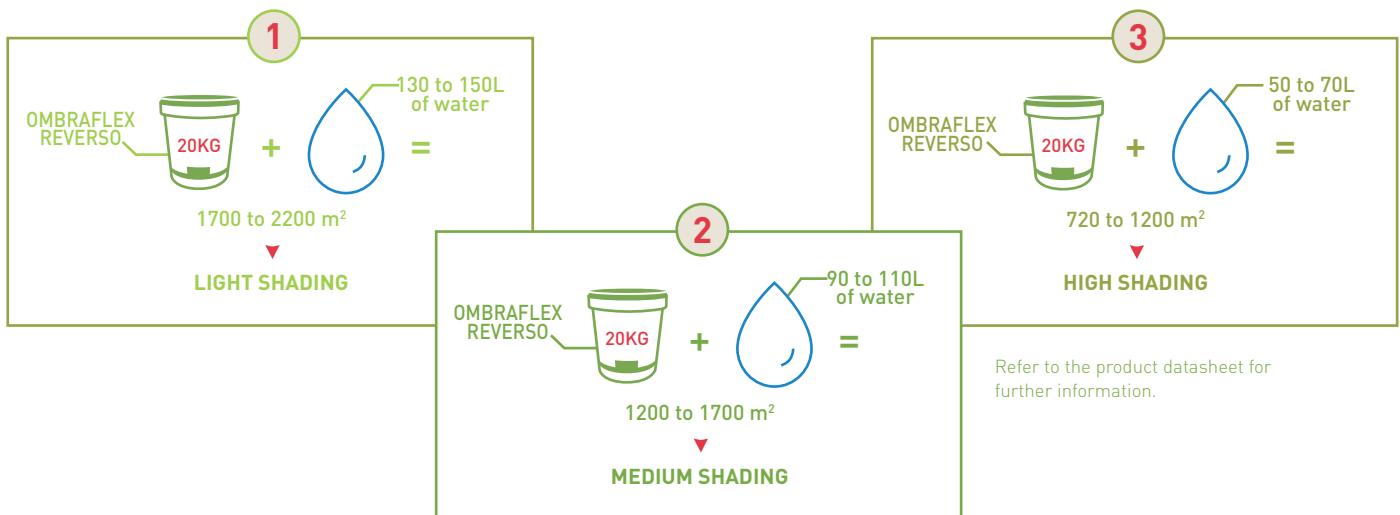 1
130 to 150L
of water
OMBRAFLEX
REVERSO
20KG
+
=
1700 to 2200 m²
LIGHT SHADING
2
90 to 110L
of water
OMBRAFLEX
REVERSO
20KG
+
=
1200 to 1700 m²
MEDIUM SHADING
3
50 to 70L
of water
OMBRAFLEX
REVERSO
20KG
+
=
720 to 1200 m²
HIGH SHADING
Refer to the product datasheet for
further information.